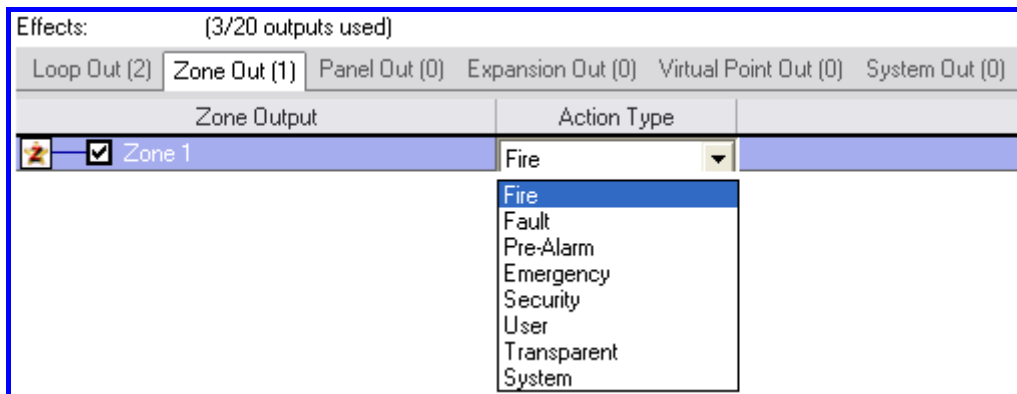 Effects: (3/20 outputs used)
Loop Out (2) Zone Out (1) Panel Out (0) Expansion Out (0) Virtual Point Out (0) System Out (0)
Zone Output Action Type
Z Zone 1 Fire
Fire
Fault
Pre-Alarm
Emergency
Security
User
Transparent
System